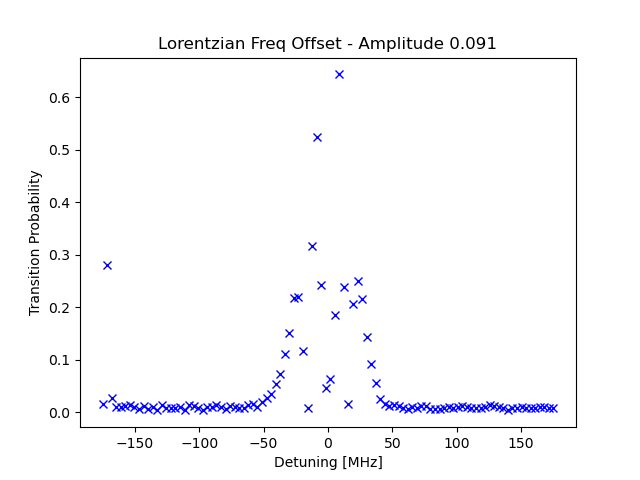 Lorentzian Freq Offset - Amplitude 0.091
Transition Probability
0.6
0.5
0.4
0.3
0.2
0.1
0.0
−150 −100 −50 0 50 100 150
Detuning [MHz]